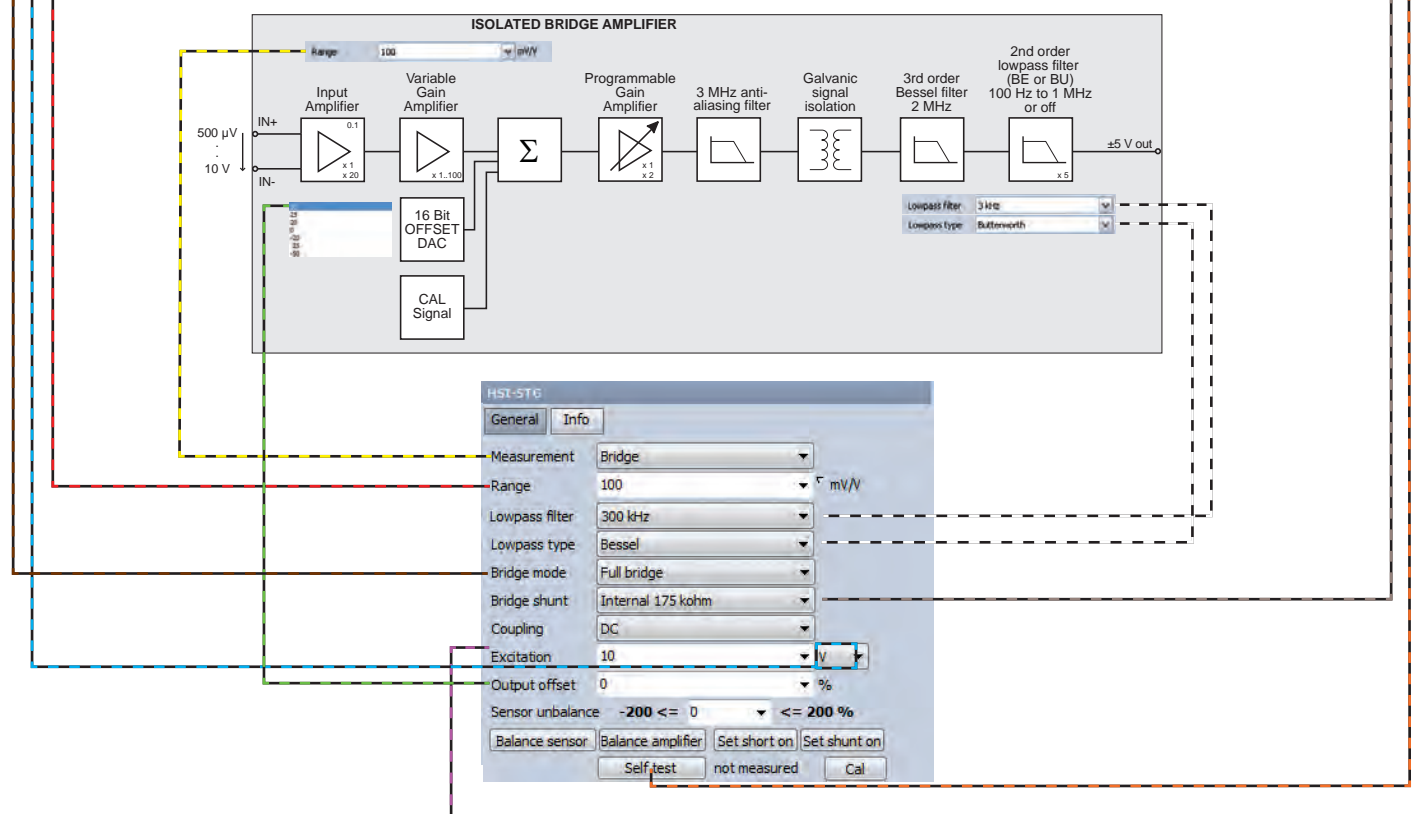 ISOLATED BRIDGE AMPLIFIER
Range 100 mV/V
Input
Amplifier
Variable
Gain
Amplifier
Programmable
Gain
Amplifier
3 MHz anti-
aliasing filter
Galvanic
signal
isolation
3rd order
Bessel filter
2 MHz
2nd order
lowpass filter
(BE or BU)
100 Hz to 1 MHz
or off
500 µV
.
.
10 V
IN+
IN-
0.1
x 1
x 20
x 1..100
Σ
x 1
x 2
x 5
±5 V out
16 Bit
OFFSET
DAC
CAL
Signal
Lowpass filter 3 kHz
Lowpass type Butterworth
HSI-STG
General Info
Measurement Bridge
Range 100 mV/V
Lowpass filter 300 kHz
Lowpass type Bessel
Bridge mode Full bridge
Bridge shunt Internal 175 kohm
Coupling DC
Excitation 10 V
Output offset 0 %
Sensor unbalance -200 <= 0 <= 200 %
Balance sensor Balance amplifier Set short on Set shunt on
Self test not measured Cal